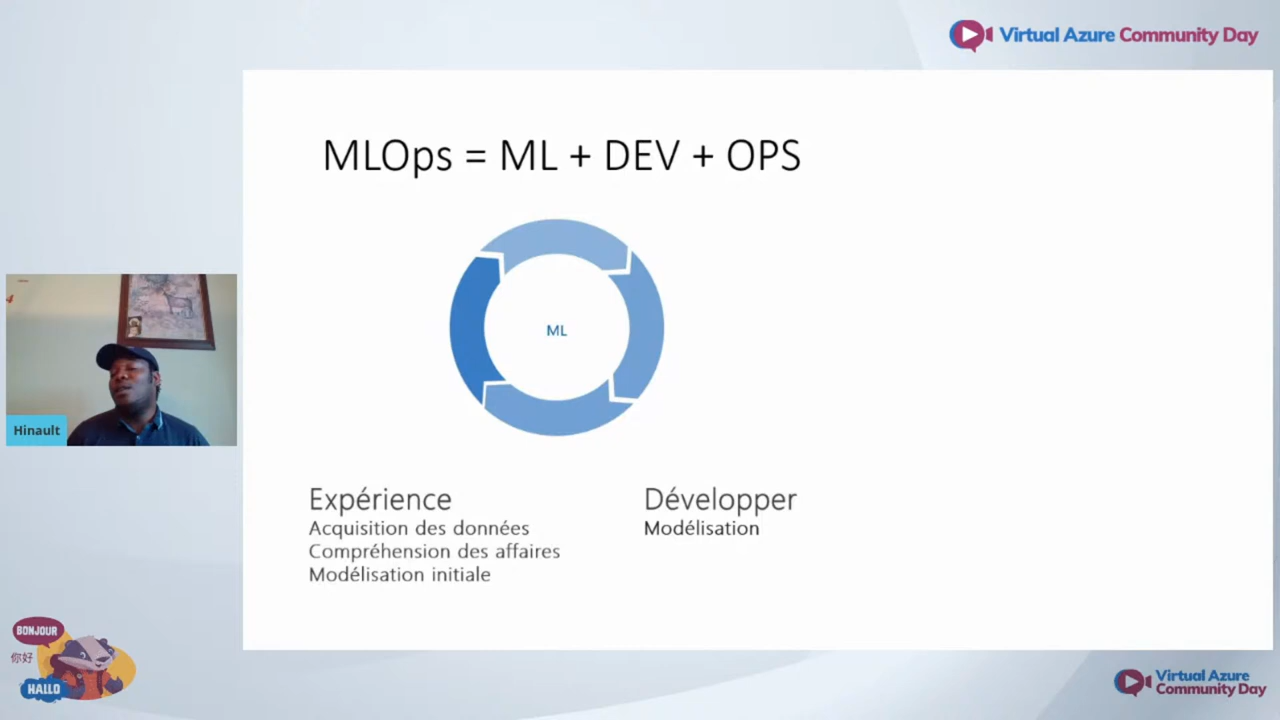 Virtual Azure Community Day
MLOps = ML + DEV + OPS
ML
Hinault
Expérience
Acquisition des données
Compréhension des affaires
Modélisation initiale
Développer
Modélisation
BONJOUR
你好
HALLO
Virtual Azure
Community Day